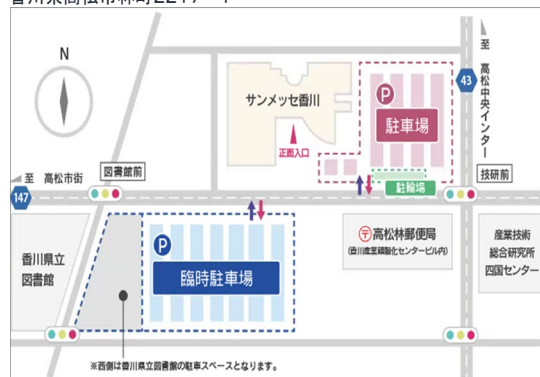 香川県高松市林町2217-1
N
サンメッセ香川
正面入口
P
駐車場
駐輪場
43
至 高松中央インター
技研前
図書館前
至 高松市街
147
香川県立
図書館
P
臨時駐車場
高松林郵便局
(香川産業頭脳化センタービル内)
産業技術
総合研究所
四国センター
※西側は香川県立図書館の駐車スペースとなります。